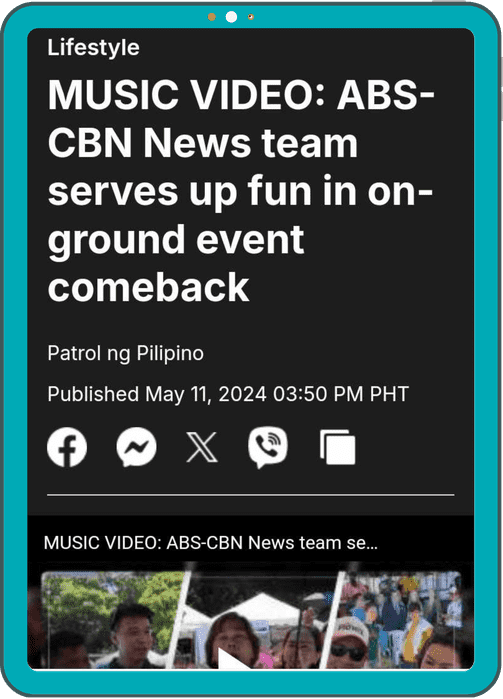 Lifestyle
MUSIC VIDEO: ABS-
CBN News team
serves up fun in on-
ground event
comeback
Patrol ng Pilipino
Published May 11, 2024 03:50 PM PHT
MUSIC VIDEO: ABS-CBN News team se...